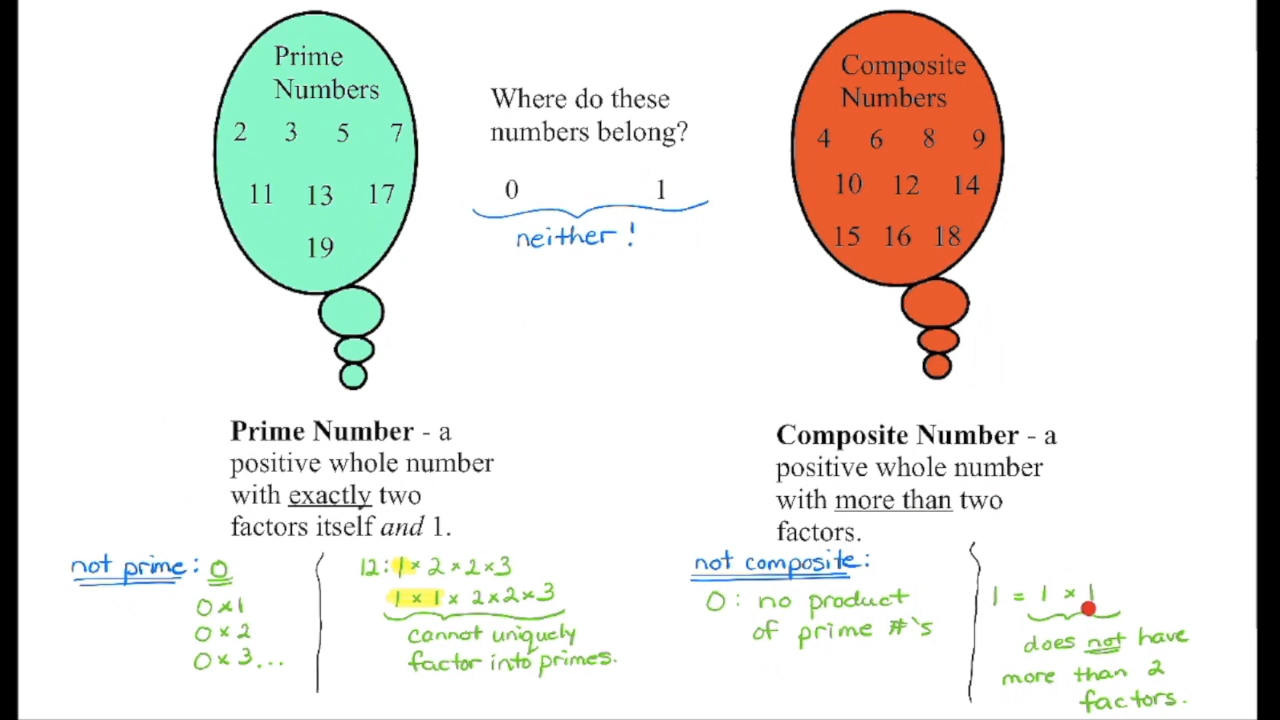 Prime
Numbers
2 3 5 7
11 13 17
19
Where do these
numbers belong?
0 1
neither!
Composite
Numbers
4 6 8 9
10 12 14
15 16 18
Prime Number - a
positive whole number
with exactly two
factors itself and 1.
Composite Number - a
positive whole number
with more than two
factors.
not prime: 0
0×1
0×2
0×3...
12: 1×2×2×3
1×1×2×2×3
cannot uniquely
factor into primes.
not composite:
0: no product
of prime #'s
1 = 1 × 1
does not have
more than 2
factors.